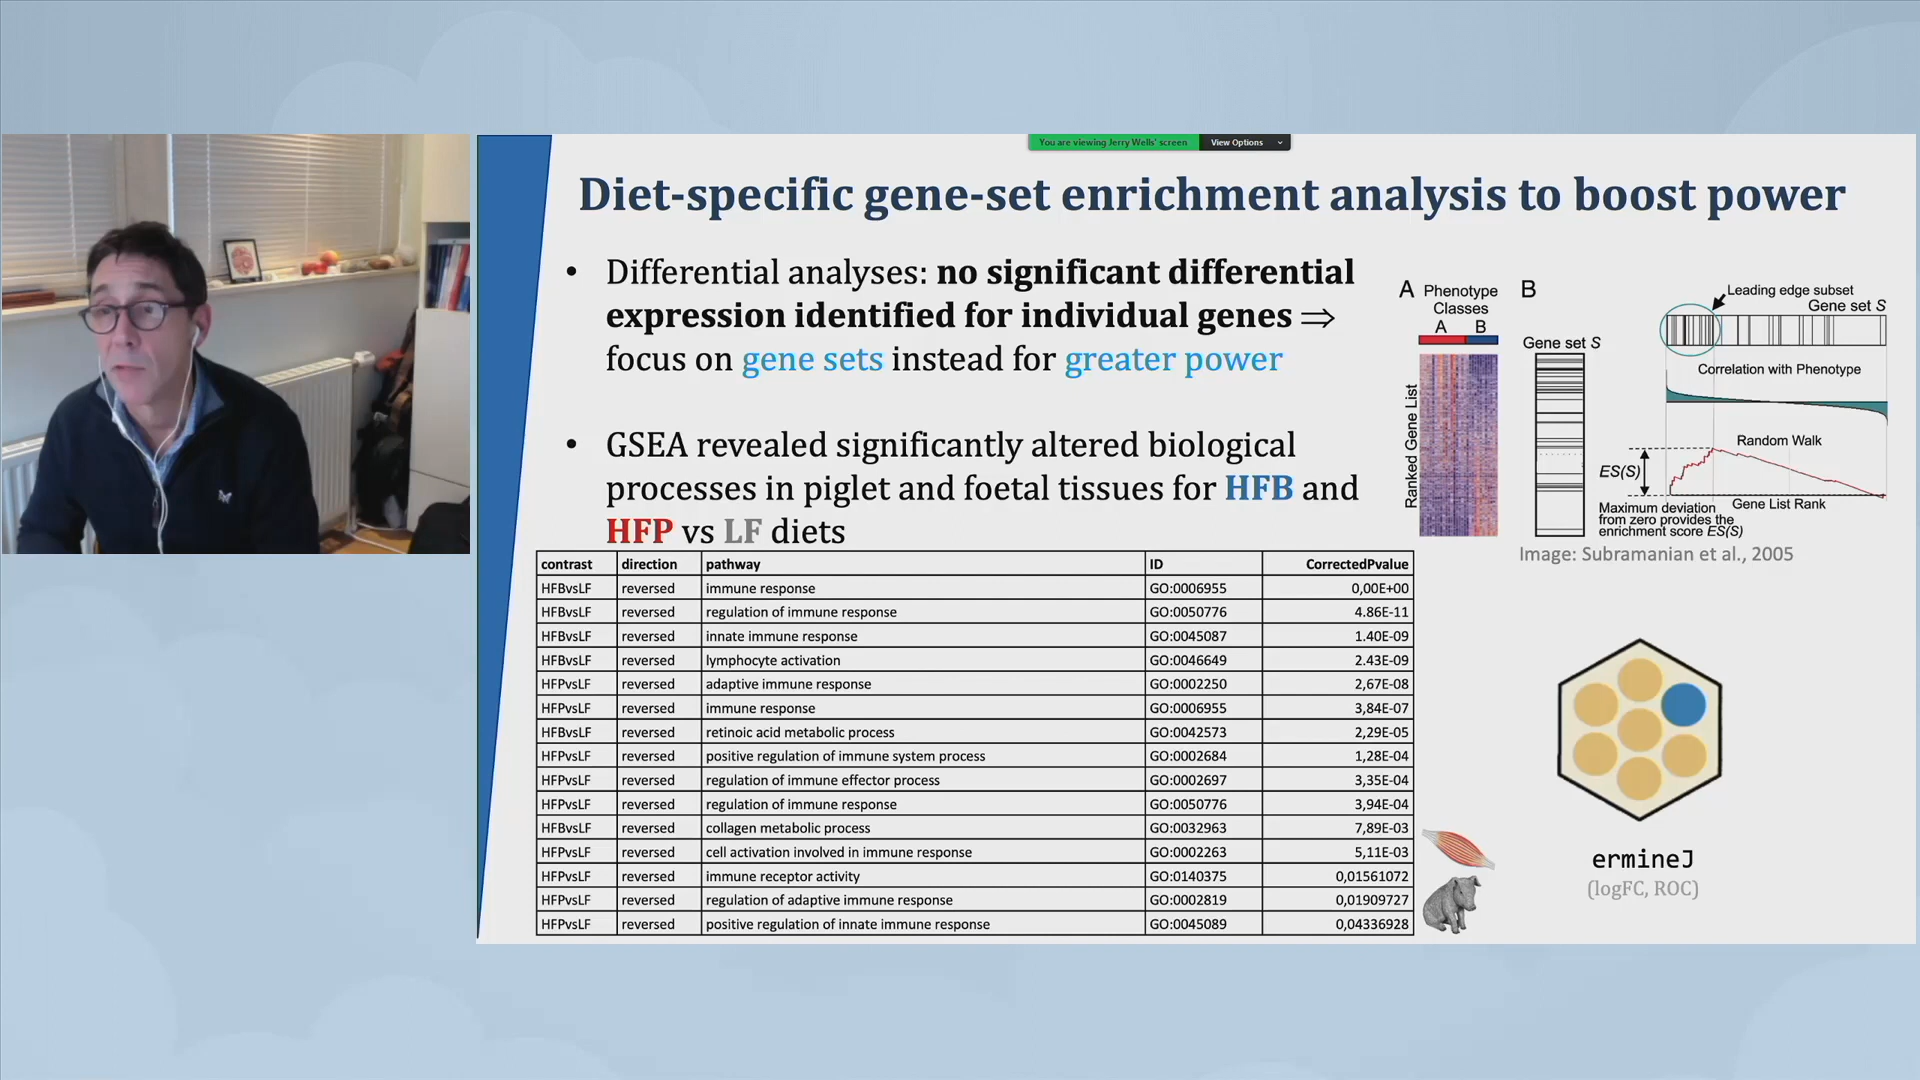 You are viewing Jerry Wells' screen
View Options
Diet-specific gene-set enrichment analysis to boost power
• Differential analyses: no significant differential
expression identified for individual genes ⇒
focus on gene sets instead for greater power
• GSEA revealed significantly altered biological
processes in piglet and foetal tissues for HFB and
HFP vs LF diets
A Phenotype
Classes
A B
Ranked Gene List
B
Gene set S
Leading edge subset
Gene set S
Correlation with Phenotype
Random Walk
ES(S)
Gene List Rank
Maximum deviation
from zero provides the
enrichment score ES(S)
Image: Subramanian et al., 2005
contrast direction pathway ID CorrectedPvalue
HFBvsLF reversed immune response GO:0006955 0,00E+00
HFBvsLF reversed regulation of immune response GO:0050776 4.86E-11
HFBvsLF reversed innate immune response GO:0045087 1.40E-09
HFBvsLF reversed lymphocyte activation GO:0046649 2.43E-09
HFPvsLF reversed adaptive immune response GO:0002250 2,67E-08
HFPvsLF reversed immune response GO:0006955 3,84E-07
HFBvsLF reversed retinoic acid metabolic process GO:0042573 2,29E-05
HFPvsLF reversed positive regulation of immune system process GO:0002684 1,28E-04
HFPvsLF reversed regulation of immune effector process GO:0002697 3,35E-04
HFPvsLF reversed regulation of immune response GO:0050776 3,94E-04
HFBvsLF reversed collagen metabolic process GO:0032963 7,89E-03
HFPvsLF reversed cell activation involved in immune response GO:0002263 5,11E-03
HFPvsLF reversed immune receptor activity GO:0140375 0,01561072
HFPvsLF reversed regulation of adaptive immune response GO:0002819 0,01909727
HFPvsLF reversed positive regulation of innate immune response GO:0045089 0,04336928
ermineJ
(logFC, ROC)